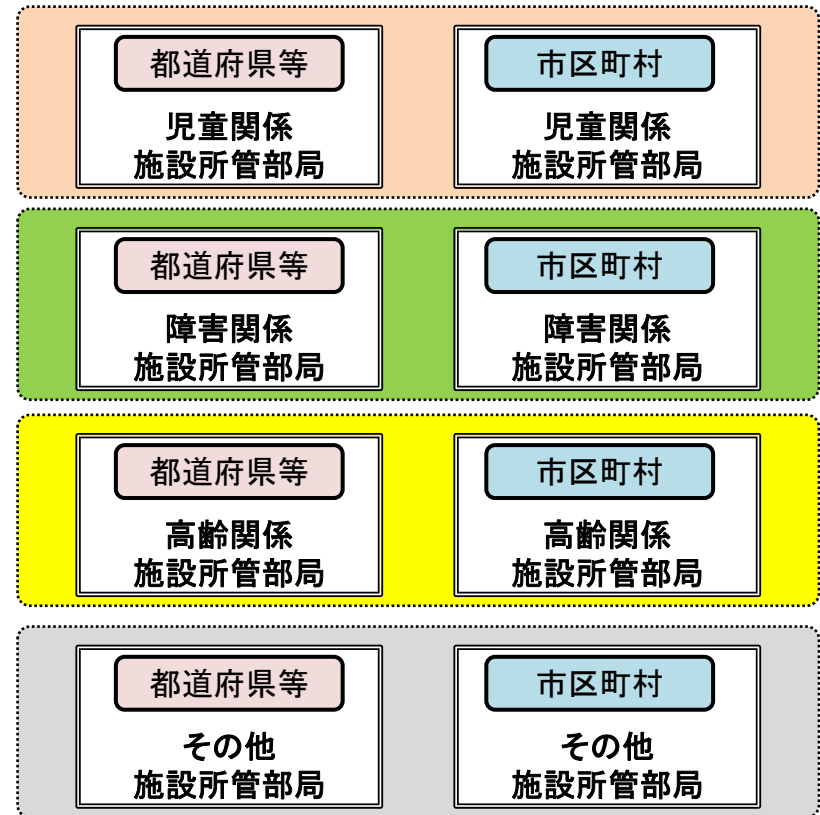 都道府県等
児童関係
施設所管部局
市区町村
児童関係
施設所管部局
都道府県等
障害関係
施設所管部局
市区町村
障害関係
施設所管部局
都道府県等
高齢関係
施設所管部局
市区町村
高齢関係
施設所管部局
都道府県等
その他
施設所管部局
市区町村
その他
施設所管部局